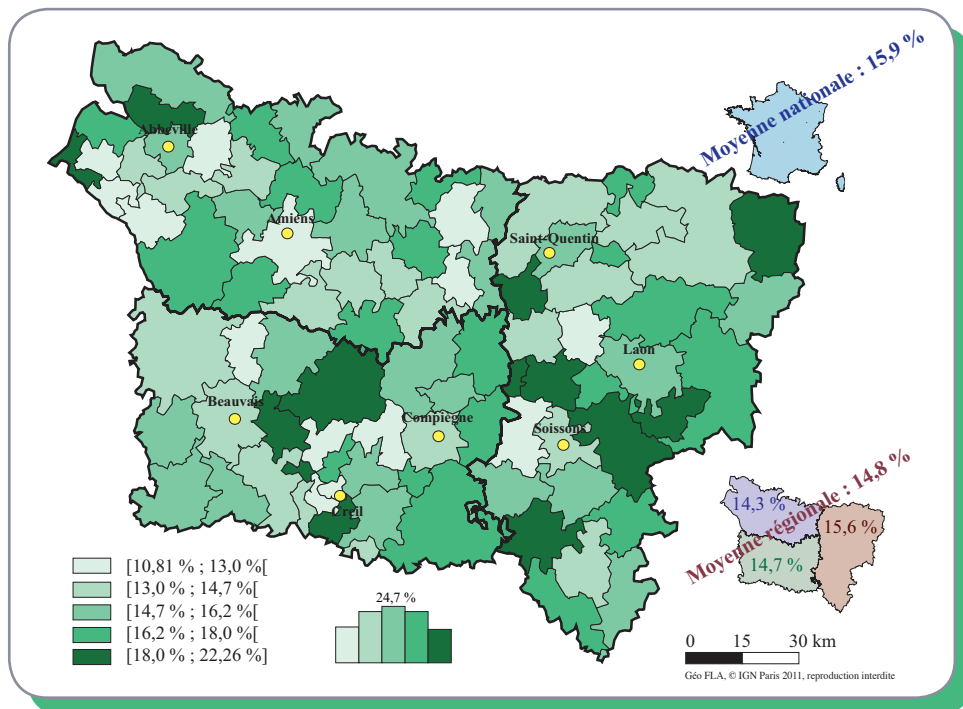 Moyenne nationale : 15,9 %
Abbeville
Amiens
Saint-Quentin
Laon
Beauvais
Compiègne
Soissons
Creil
Moyenne régionale : 14,8 %
14,3 %
15,6 %
14,7 %
[10,81 % ; 13,0 %[
[13,0 % ; 14,7 %[
[14,7 % ; 16,2 %[
[16,2 % ; 18,0 %[
[18,0 % ; 22,26 %]
24,7 %
0 15 30 km
Géo FLA, © IGN Paris 2011, reproduction interdite